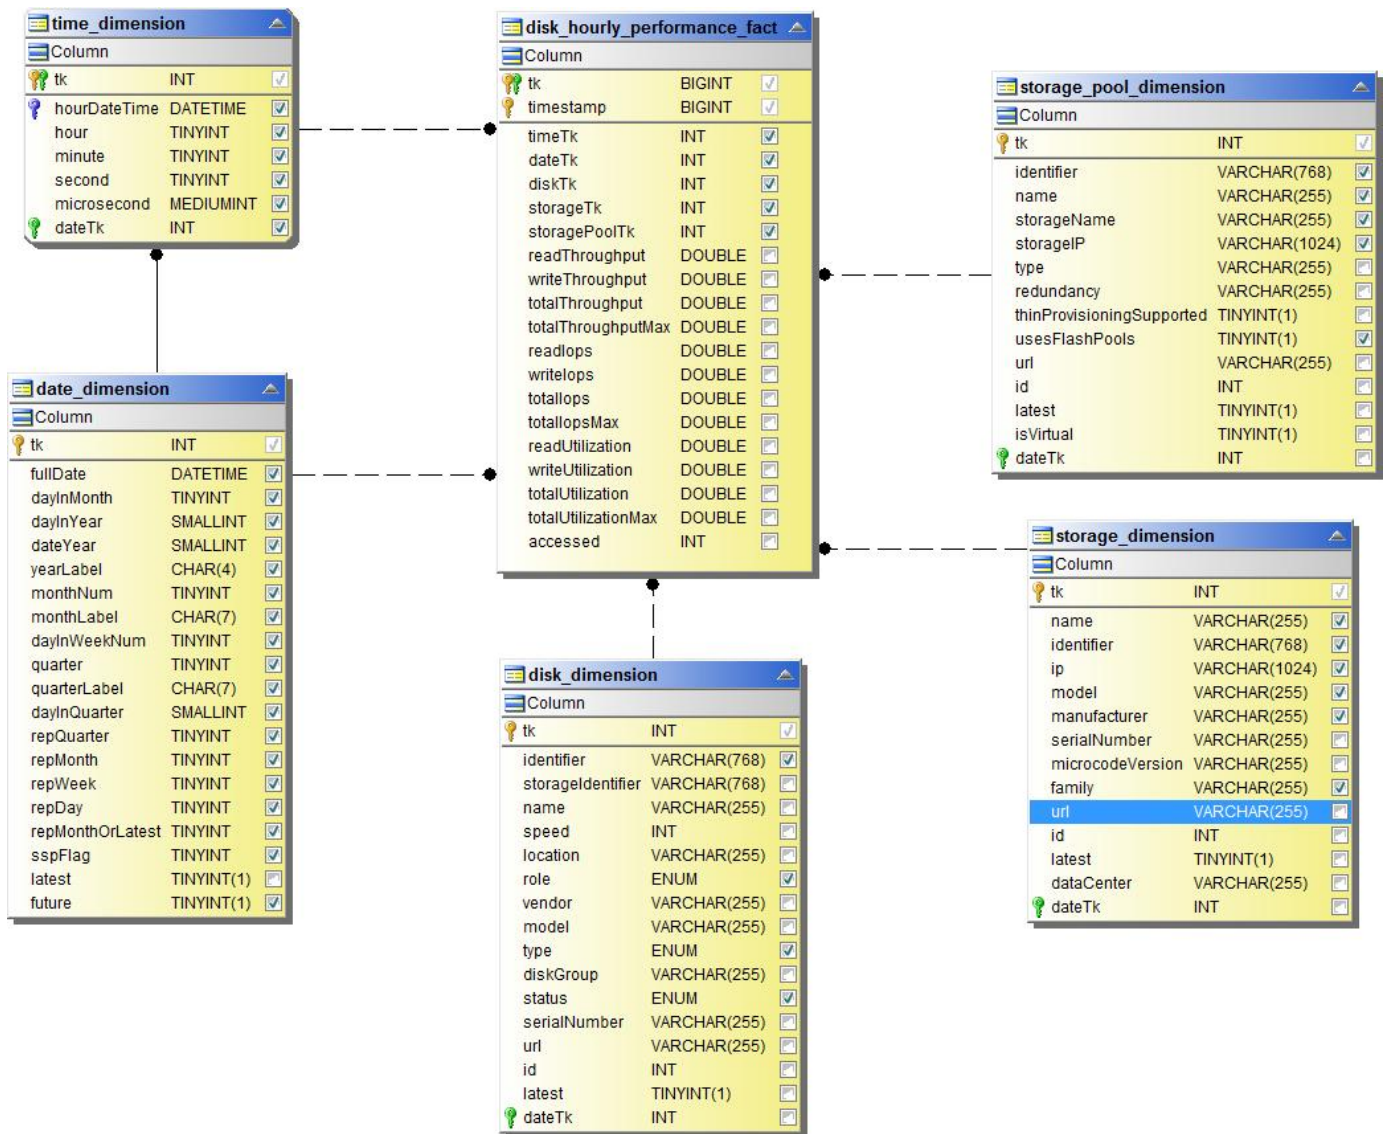 time_dimension
Column
tk INT
hourDateTime DATETIME
hour TINYINT
minute TINYINT
second TINYINT
microsecond MEDIUMINT
dateTk INT
date_dimension
Column
tk INT
fullDate DATETIME
dayInMonth TINYINT
dayInYear SMALLINT
dateYear SMALLINT
yearLabel CHAR(4)
monthNum TINYINT
monthLabel CHAR(7)
dayInWeekNum TINYINT
quarter TINYINT
quarterLabel CHAR(7)
dayInQuarter SMALLINT
repQuarter TINYINT
repMonth TINYINT
repWeek TINYINT
repDay TINYINT
repMonthOrLatest TINYINT
sspFlag TINYINT
latest TINYINT(1)
future TINYINT(1)
disk_hourly_performance_fact
Column
tk BIGINT
timestamp BIGINT
timeTk INT
dateTk INT
diskTk INT
storageTk INT
storagePoolTk INT
readThroughput DOUBLE
writeThroughput DOUBLE
totalThroughput DOUBLE
totalThroughputMax DOUBLE
readIops DOUBLE
writeIops DOUBLE
totalIops DOUBLE
totalIopsMax DOUBLE
readUtilization DOUBLE
writeUtilization DOUBLE
totalUtilization DOUBLE
totalUtilizationMax DOUBLE
accessed INT
disk_dimension
Column
tk INT
identifier VARCHAR(768)
storageIdentifier VARCHAR(768)
name VARCHAR(255)
speed INT
location VARCHAR(255)
role ENUM
vendor VARCHAR(255)
model VARCHAR(255)
type ENUM
diskGroup VARCHAR(255)
status ENUM
serialNumber VARCHAR(255)
url VARCHAR(255)
id INT
latest TINYINT(1)
dateTk INT
storage_pool_dimension
Column
tk INT
identifier VARCHAR(768)
name VARCHAR(255)
storageName VARCHAR(255)
storageIP VARCHAR(1024)
type VARCHAR(255)
redundancy VARCHAR(255)
thinProvisioningSupported TINYINT(1)
usesFlashPools TINYINT(1)
url VARCHAR(255)
id INT
latest TINYINT(1)
isVirtual TINYINT(1)
dateTk INT
storage_dimension
Column
tk INT
name VARCHAR(255)
identifier VARCHAR(768)
ip VARCHAR(1024)
model VARCHAR(255)
manufacturer VARCHAR(255)
serialNumber VARCHAR(255)
microcodeVersion VARCHAR(255)
family VARCHAR(255)
url VARCHAR(255)
id INT
latest TINYINT(1)
dataCenter VARCHAR(255)
dateTk INT